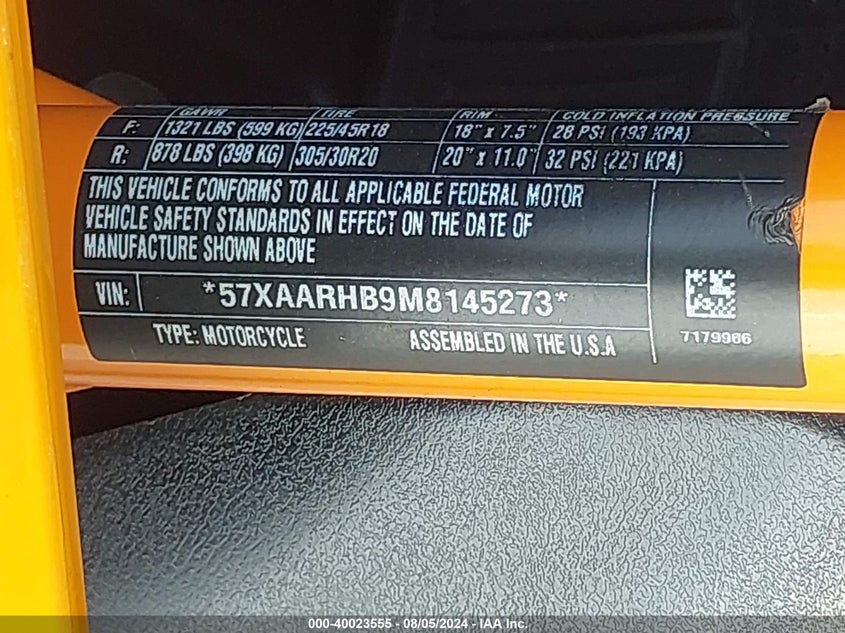 GAWR TIRE RIM COLD INFLATION PRESSURE
F: 1321 LBS (599 KG) 225/45R18 18" x 7.5" 28 PSI (193 KPA)
R: 878 LBS (398 KG) 305/30R20 20" x 11.0" 32 PSI (221 KPA)
THIS VEHICLE CONFORMS TO ALL APPLICABLE FEDERAL MOTOR
VEHICLE SAFETY STANDARDS IN EFFECT ON THE DATE OF
MANUFACTURE SHOWN ABOVE
VIN: *57XAARHB9M8145273*
TYPE: MOTORCYCLE ASSEMBLED IN THE U.S.A
7179986
000-40023555 - 08/05/2024 - IAA Inc.